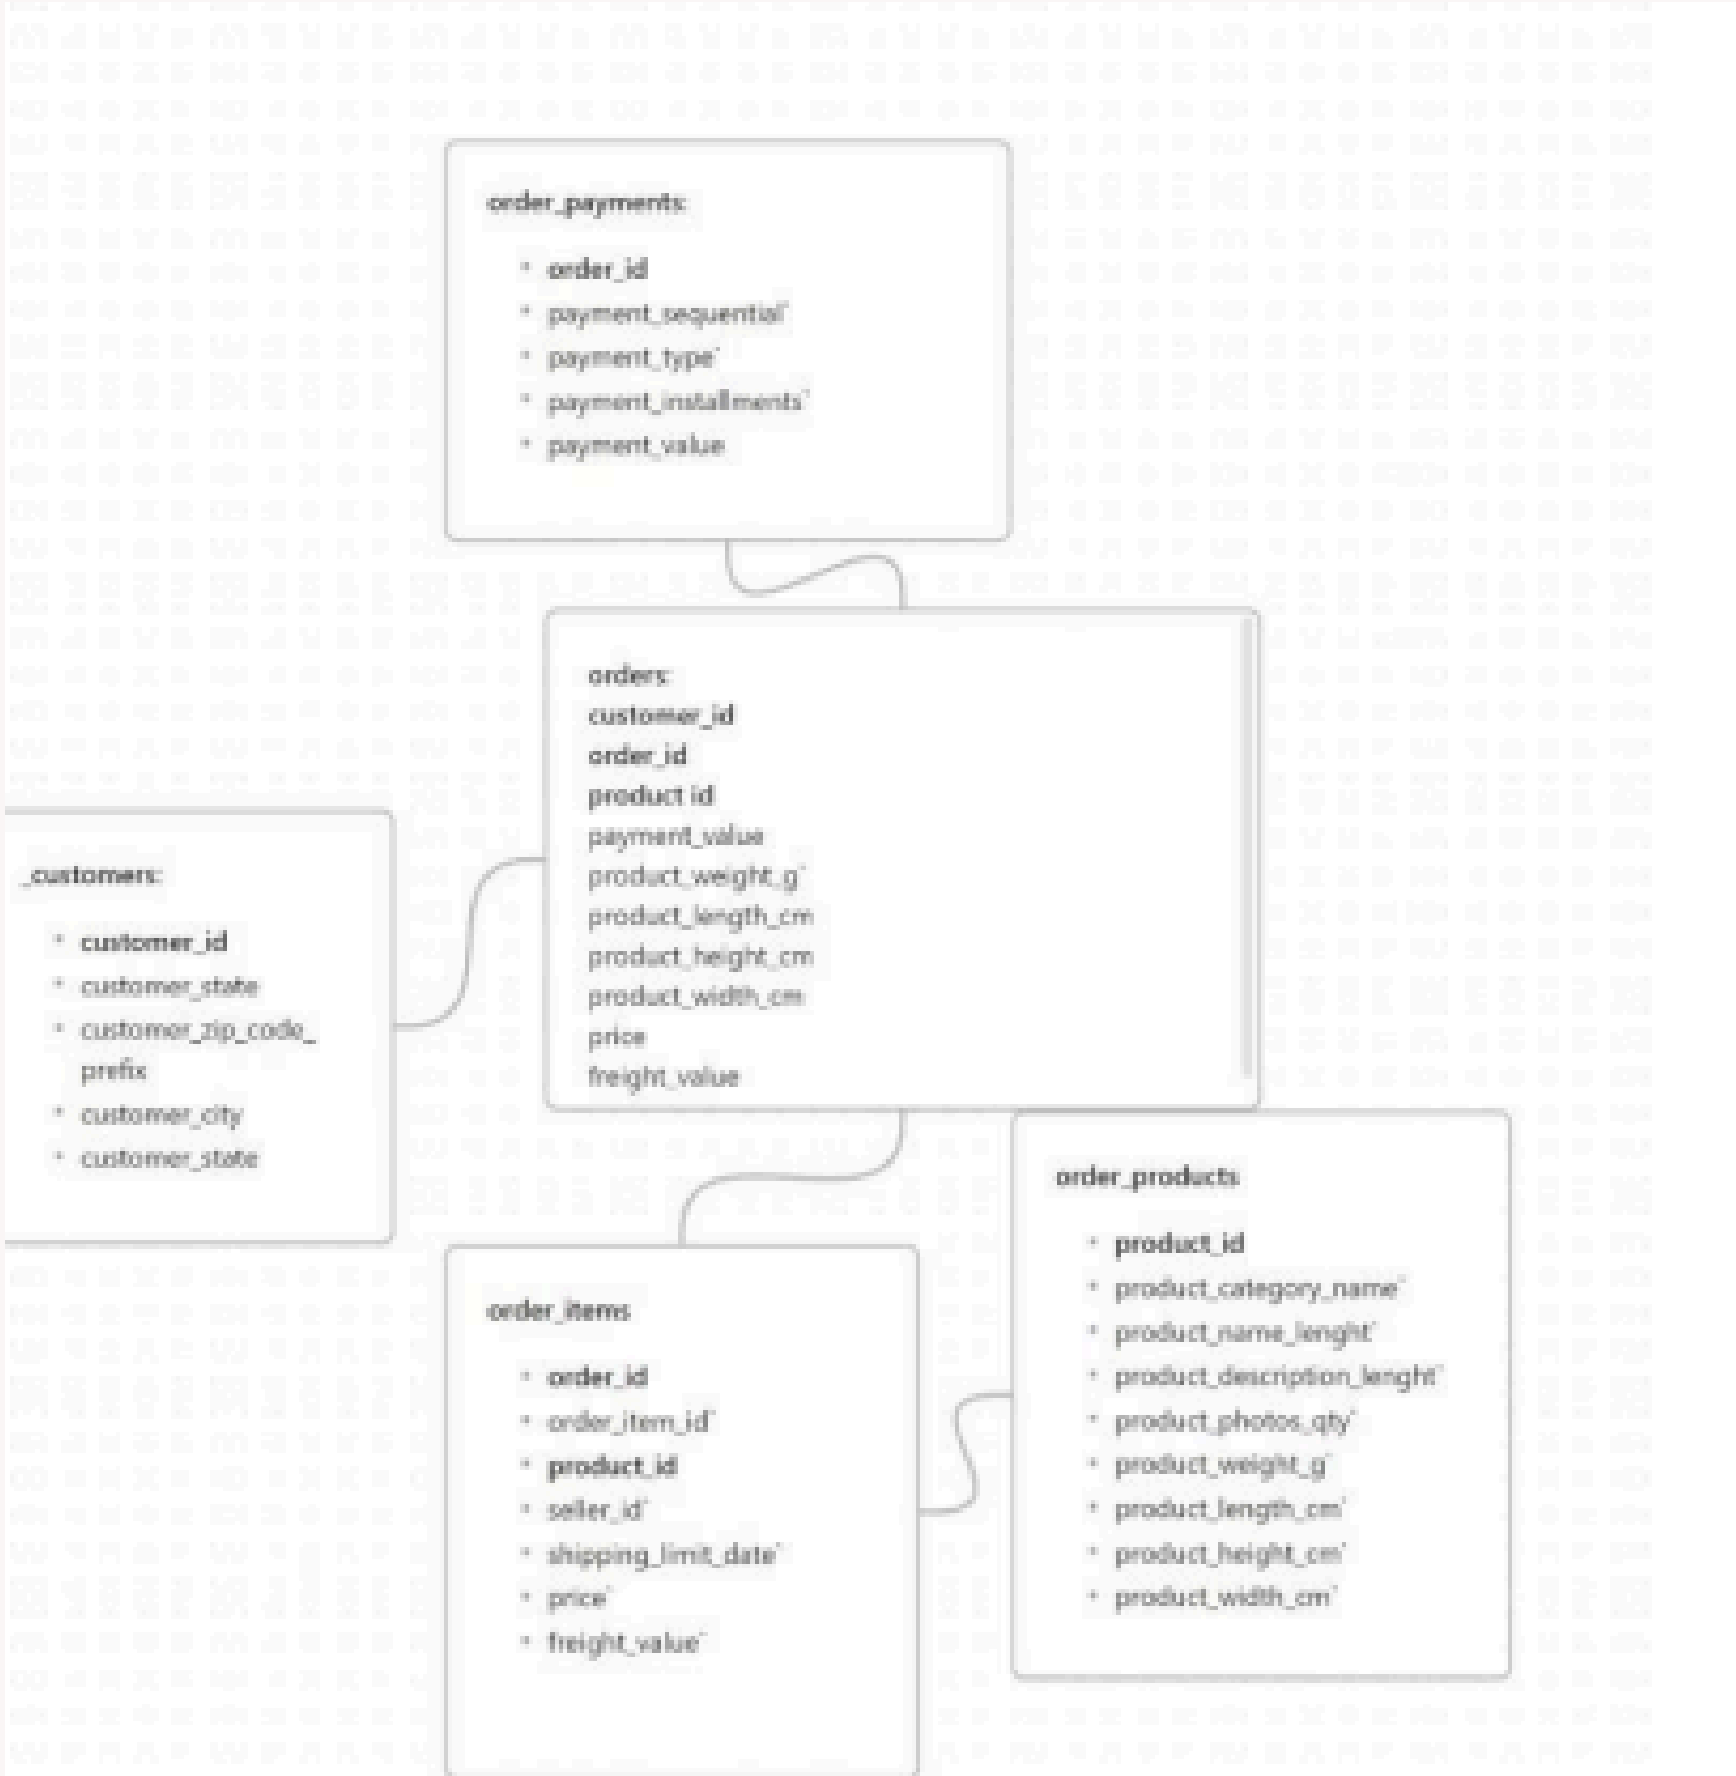 order_payments:
order_id
payment_sequential`
payment_type`
payment_installments`
payment_value
orders:
customer_id
order_id
product id
payment_value
product_weight_g`
product_length_cm
product_height_cm
product_width_cm
price
freight_value
_customers:
customer_id
customer_state
customer_zip_code_
prefix
customer_city
customer_state
order_products
product_id
product_category_name`
product_name_lenght`
product_description_lenght`
product_photos_qty`
product_weight_g`
product_length_cm`
product_height_cm`
product_width_cm`
order_items
order_id
order_item_id`
product_id
seller_id`
shipping_limit_date`
price`
freight_value`